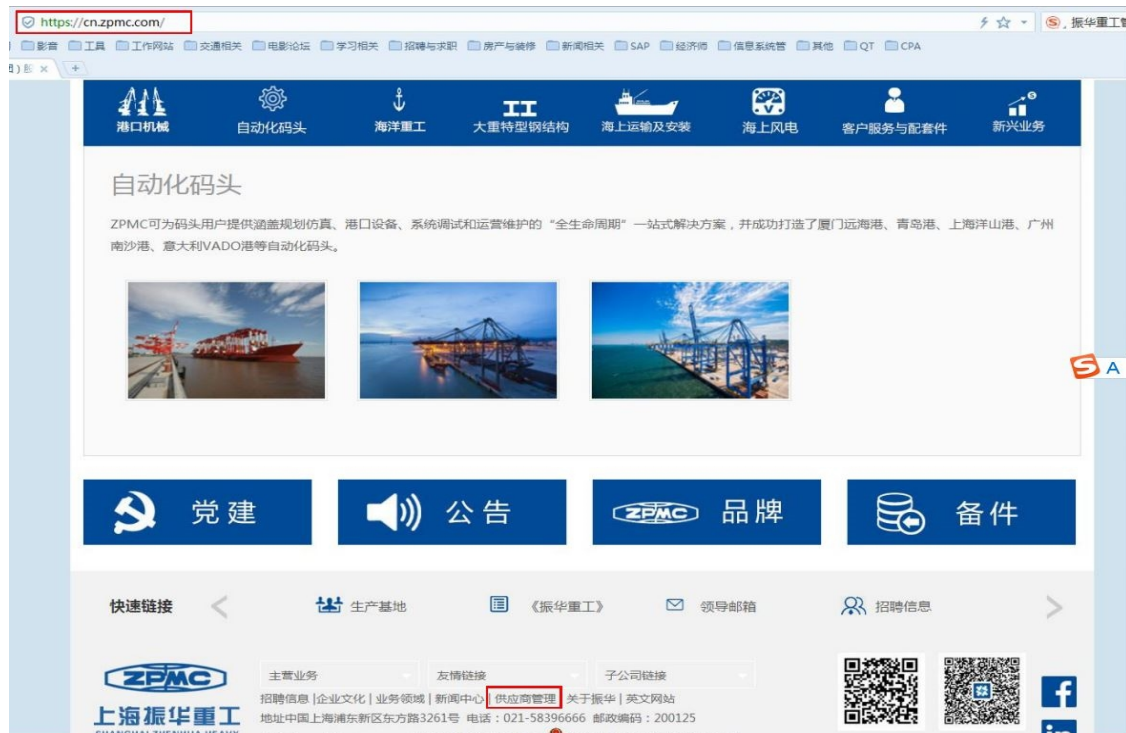 https://cn.zpmc.com/
振华重工
影音 工具 工作网站 交通相关 电影论坛 学习相关 招聘与求职 房产与装修 新闻相关 SAP 经济师 信息系统管 其他 QT CPA
港口机械 自动化码头 海洋重工 大重特型钢结构 海上运输及安装 海上风电 客户服务与配套件 新兴业务
自动化码头
ZPMC可为码头用户提供涵盖规划仿真、港口设备、系统调试和运营维护的“全生命周期”一站式解决方案，并成功打造了厦门远海港、青岛港、上海洋山港、广州
南沙港、意大利VADO港等自动化码头。
S A
党建 公告 ZPMC 品牌 备件
快速链接 生产基地 《振华重工》 领导邮箱 招聘信息
ZPMC
上海振华重工
主营业务 友情链接 子公司链接
招聘信息 | 企业文化 | 业务领域 | 新闻中心 | 供应商管理 | 关于振华 | 英文网站
地址中国上海浦东新区东方路3261号 电话：021-58396666 邮政编码：200125
f
in